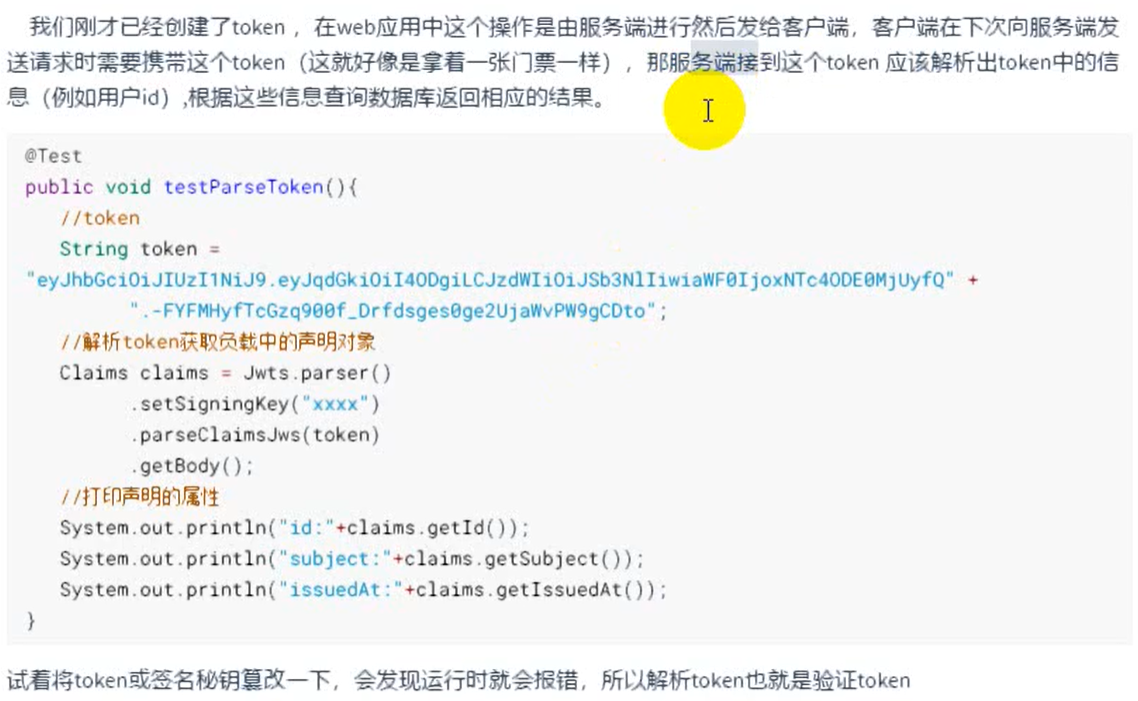 我们刚才已经创建了token ，在web应用中这个操作是由服务端进行然后发给客户端，客户端在下次向服务端发
送请求时需要携带这个token（这就好像是拿着一张门票一样），那服务端接到这个token 应该解析出token中的信
息（例如用户id）,根据这些信息查询数据库返回相应的结果。
@Test
public void testParseToken(){
//token
String token =
"eyJhbGciOiJIUzI1NiJ9.eyJqdGkiOiI4ODgiLCJzdWIiOiJSb3NlIiwiaWF0IjoxNTc4ODE0MjUyfQ" +
".-FYFMHyfTcGzq900f_Drfdsges0ge2UjaWvPW9gCDto";
//解析token获取负载中的声明对象
Claims claims = Jwts.parser()
.setSigningKey("xxxx")
.parseClaimsJws(token)
.getBody();
//打印声明的属性
System.out.println("id:"+claims.getId());
System.out.println("subject:"+claims.getSubject());
System.out.println("issuedAt:"+claims.getIssuedAt());
}
试着将token或签名秘钥篡改一下，会发现运行时就会报错，所以解析token也就是验证token